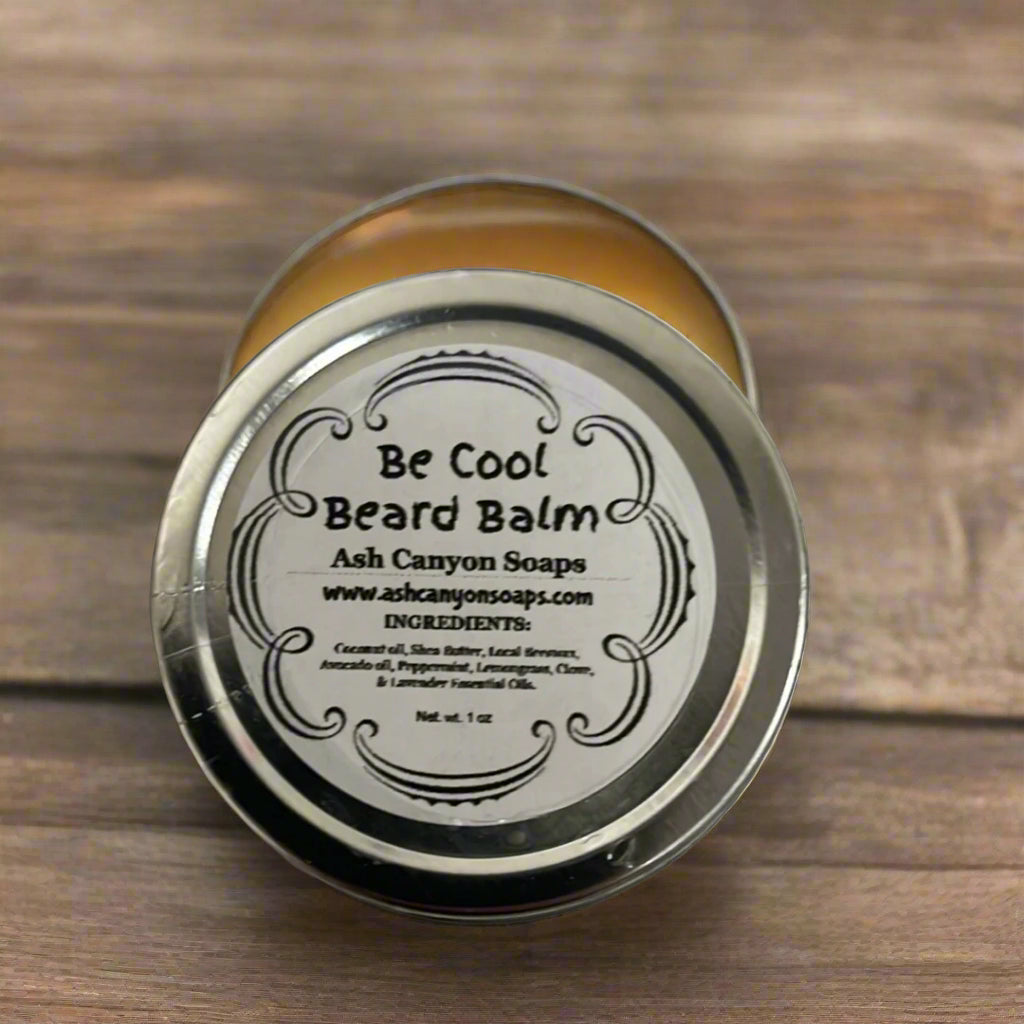 Be Cool
Beard Balm
Ash Canyon Soaps
www.ashcanyonsoaps.com
INGREDIENTS:
Coconut oil, Shea Butter, Local Beeswax,
Avocado oil, Peppermint, Lemongrass, Clove,
& Lavender Essential Oils.
Net wt. 1 oz